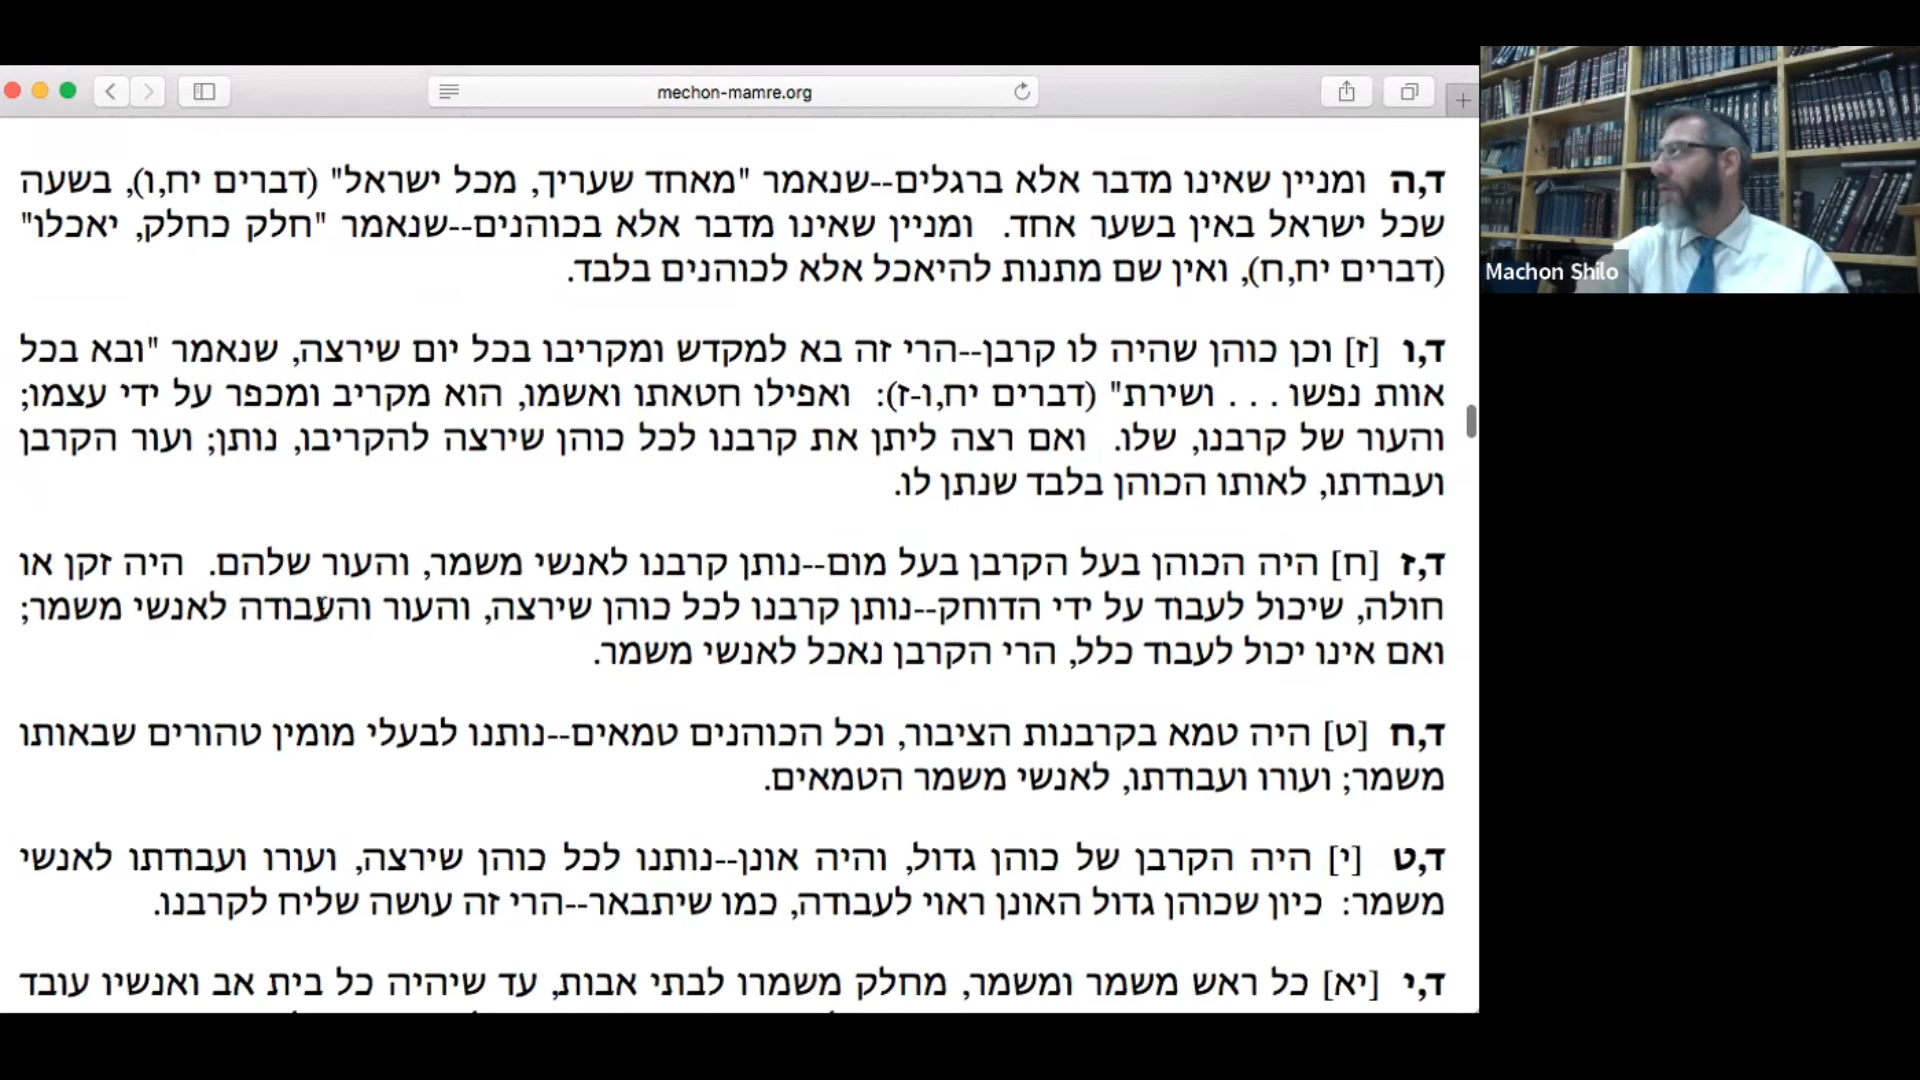 mechon-mamre.org
ד,ה ומניין שאינו מדבר אלא ברגלים--שנאמר "מאחד שעריך, מכל ישראל" (דברים יח,ו), בשעה
שכל ישראל באין בשער אחד. ומניין שאינו מדבר אלא בכוהנים--שנאמר "חלק כחלק, יאכלו"
(דברים יח,ח), ואין שם מתנות להיאכל אלא לכוהנים בלבד.
ד,ו [ז] וכן כוהן שהיה לו קרבן--הרי זה בא למקדש ומקריבו בכל יום שירצה, שנאמר "ובא בכל
אוות נפשו . . . ושירת" (דברים יח,ו-ז): ואפילו חטאתו ואשמו, הוא מקריב ומכפר על ידי עצמו;
והעור של קרבנו, שלו. ואם רצה ליתן את קרבנו לכל כוהן שירצה להקריבו, נותן; ועור הקרבן
ועבודתו, לאותו הכוהן בלבד שנתן לו.
ד,ז [ח] היה הכוהן בעל הקרבן בעל מום--נותן קרבנו לאנשי משמר, והעור שלהם. היה זקן או
חולה, שיכול לעבוד על ידי הדוחק--נותן קרבנו לכל כוהן שירצה, והעור והעבודה לאנשי משמר;
ואם אינו יכול לעבוד כלל, הרי הקרבן נאכל לאנשי משמר.
ד,ח [ט] היה טמא בקרבנות הציבור, וכל הכוהנים טמאים--נותנו לבעלי מומין טהורים שבאותו
משמר; ועורו ועבודתו, לאנשי משמר הטמאים.
ד,ט [י] היה הקרבן של כוהן גדול, והיה אונן--נותנו לכל כוהן שירצה, ועורו ועבודתו לאנשי
משמר: כיון שכוהן גדול האונן ראוי לעבודה, כמו שיתבאר--הרי זה עושה שליח לקרבנו.
ד,י [יא] כל ראש משמר ומשמר, מחלק משמרו לבתי אבות, עד שיהיה כל בית אב ואנשיו עובד
Machon Shilo